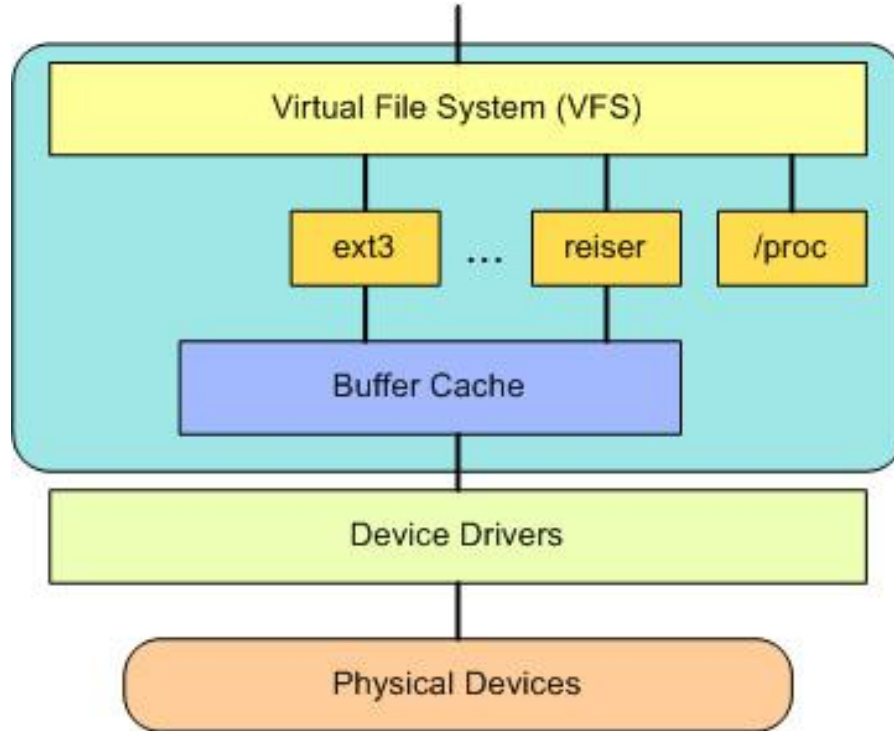 Virtual File System (VFS)
ext3 ... reiser /proc
Buffer Cache
Device Drivers
Physical Devices